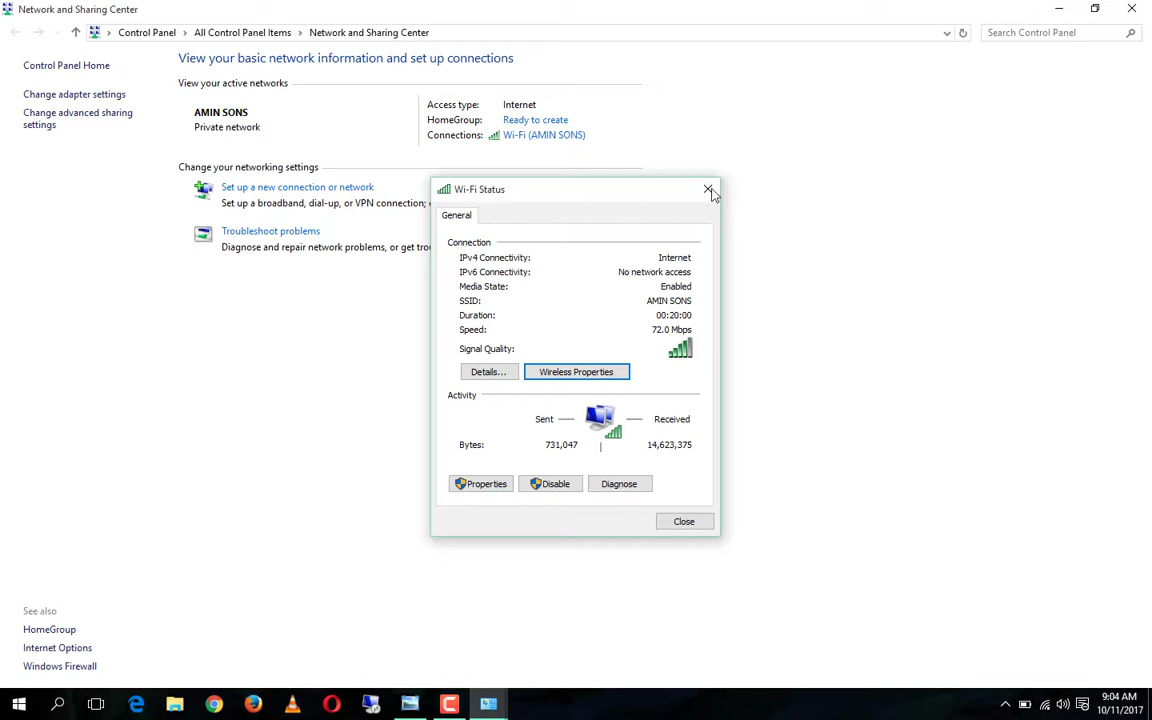 Network and Sharing Center
Control Panel > All Control Panel Items > Network and Sharing Center
Search Control Panel
Control Panel Home
Change adapter settings
Change advanced sharing
settings
View your basic network information and set up connections
View your active networks
AMIN SONS
Private network
Access type: Internet
HomeGroup: Ready to create
Connections: Wi-Fi (AMIN SONS)
Change your networking settings
Set up a new connection or network
Set up a broadband, dial-up, or VPN connection;
Troubleshoot problems
Diagnose and repair network problems, or get
Wi-Fi Status
General
Connection
IPv4 Connectivity: Internet
IPv6 Connectivity: No network access
Media State: Enabled
SSID: AMIN SONS
Duration: 00:20:00
Speed: 72.0 Mbps
Signal Quality:
Details...
Wireless Properties
Activity
Sent
Received
Bytes: 731,047
14,623,375
Properties
Disable
Diagnose
Close
See also
HomeGroup
Internet Options
Windows Firewall
9:04 AM
10/11/2017